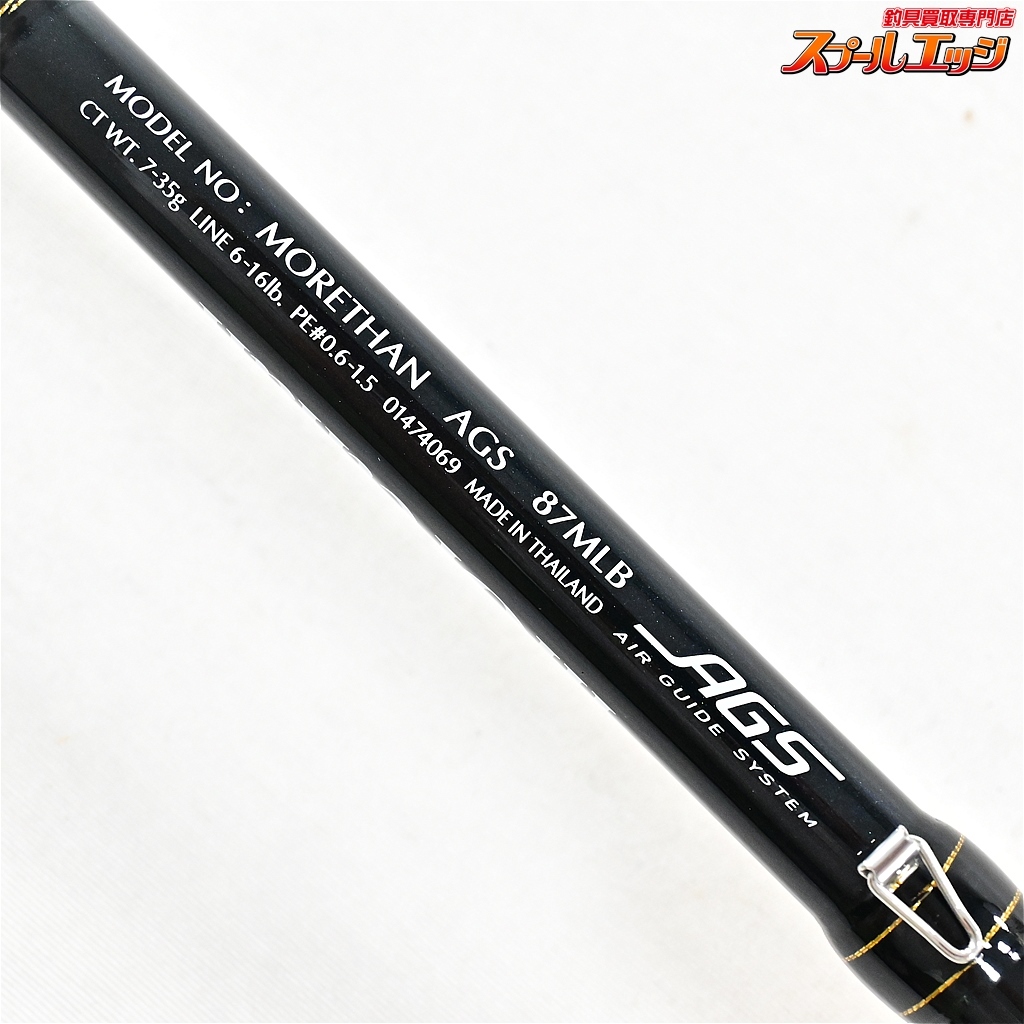 釣具買取専門店
スプールエッジ
MODEL NO: MORETHAN AGS 87MLB
CT WT. 7-35g LINE 6-16lb. PE#0.6-1.5 01474069 MADE IN THAILAND
AGS
AIR GUIDE SYSTEM